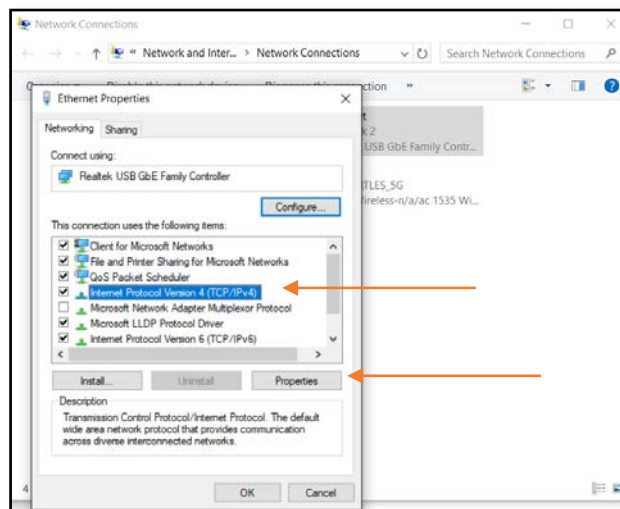 Network Connections
« Network and Inter... > Network Connections
Search Network Connections
Ethernet Properties
Networking
Sharing
Connect using:
Realtek USB GbE Family Controller
Configure...
This connection uses the following items:
Client for Microsoft Networks
File and Printer Sharing for Microsoft Networks
QoS Packet Scheduler
Internet Protocol Version 4 (TCP/IPv4)
Microsoft Network Adapter Multiplexor Protocol
Microsoft LLDP Protocol Driver
Internet Protocol Version 6 (TCP/IPv6)
Install...
Uninstall
Properties
Description
Transmission Control Protocol/Internet Protocol. The default
wide area network protocol that provides communication
across diverse interconnected networks.
OK
Cancel
ction »
k 2
USB GbE Family Contr...
TLES_5G
ireless-n/a/ac 1535 Wi...
4